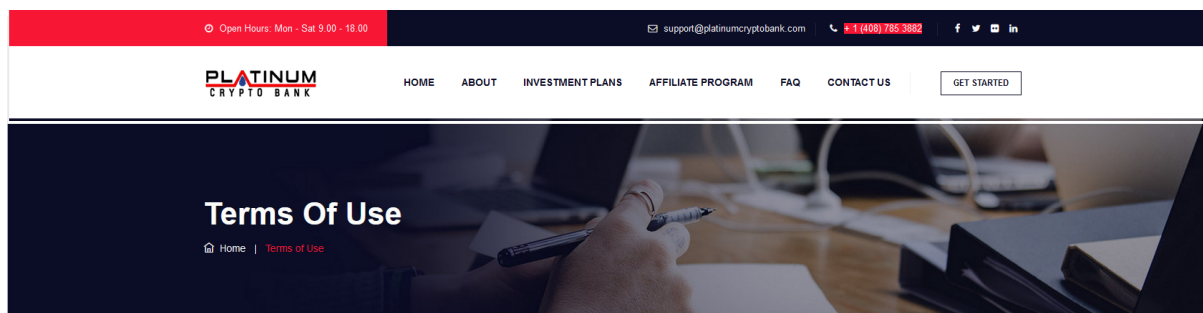 Open Hours: Mon - Sat 9.00 - 18.00
support@platinumcryptobank.com
+ 1 (408) 785 3882
PLATINUM
CRYPTO BANK
HOME ABOUT INVESTMENT PLANS AFFILIATE PROGRAM FAQ CONTACT US GET STARTED
Terms Of Use
Home | Terms of Use